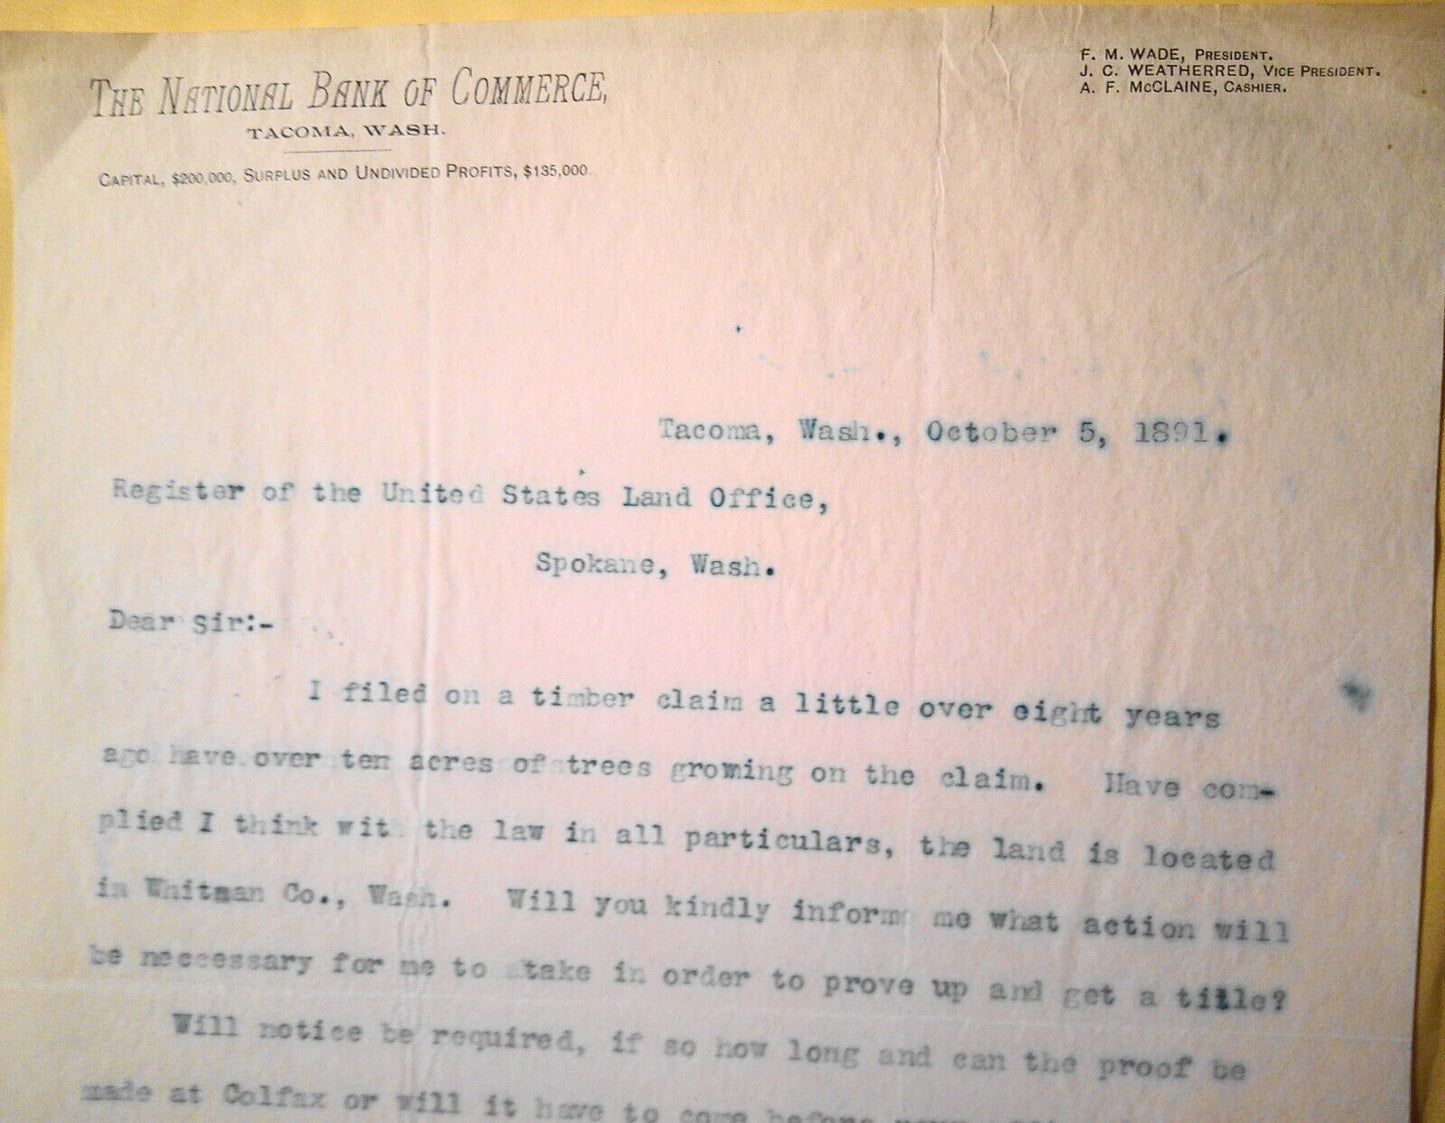 THE NATIONAL BANK OF COMMERCE,
TACOMA, WASH.
CAPITAL, $200,000, SURPLUS AND UNDIVIDED PROFITS, $135,000.
F. M. WADE, PRESIDENT.
J. C. WEATHERRED, VICE PRESIDENT.
A. F. McCLAINE, CASHIER.
Tacoma, Wash., October 5, 1891.
Register of the United States Land Office,
Spokane, Wash.
Dear Sir:-
I filed on a timber claim a little over eight years
ago have over ten acres of trees growing on the claim. Have com-
plied I think with the law in all particulars, the land is located
in Whitman Co., Wash. Will you kindly inform me what action will
be neccessary for me to take in order to prove up and get a title?
Will notice be required, if so how long and can the proof be
made at Colfax or will it have to come before